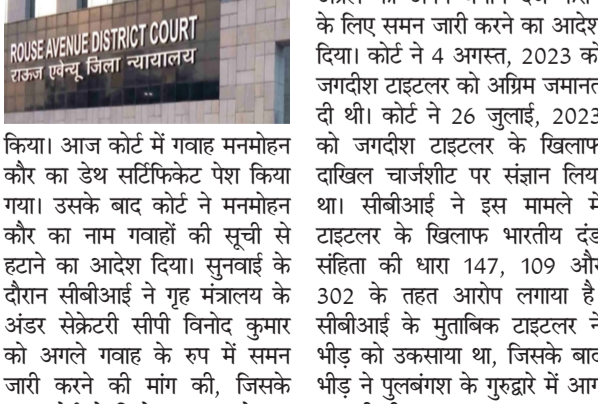 ROUSE AVENUE DISTRICT COURT
राऊज एवेन्यू जिला न्यायालय
किया। आज कोर्ट में गवाह मनमोहन
कौर का डेथ सर्टिफिकेट पेश किया
गया। उसके बाद कोर्ट ने मनमोहन
कौर का नाम गवाहों की सूची से
हटाने का आदेश दिया। सुनवाई के
दौरान सीबीआई ने गृह मंत्रालय के
अंडर सेक्रेटरी सीपी विनोद कुमार
को अगले गवाह के रुप में समन
जारी करने की मांग की, जिसके
के लिए समन जारी करने का आदेश
दिया। कोर्ट ने 4 अगस्त, 2023 को
जगदीश टाइटलर को अग्रिम जमानत
दी थी। कोर्ट ने 26 जुलाई, 2023
को जगदीश टाइटलर के खिलाफ
दाखिल चार्जशीट पर संज्ञान लिया
था। सीबीआई ने इस मामले में
टाइटलर के खिलाफ भारतीय दंड
संहिता की धारा 147, 109 और
302 के तहत आरोप लगाया है
सीबीआई के मुताबिक टाइटलर ने
भीड़ को उकसाया था, जिसके बाद
भीड़ ने पुलबंगश के गुरुद्वारे में आग